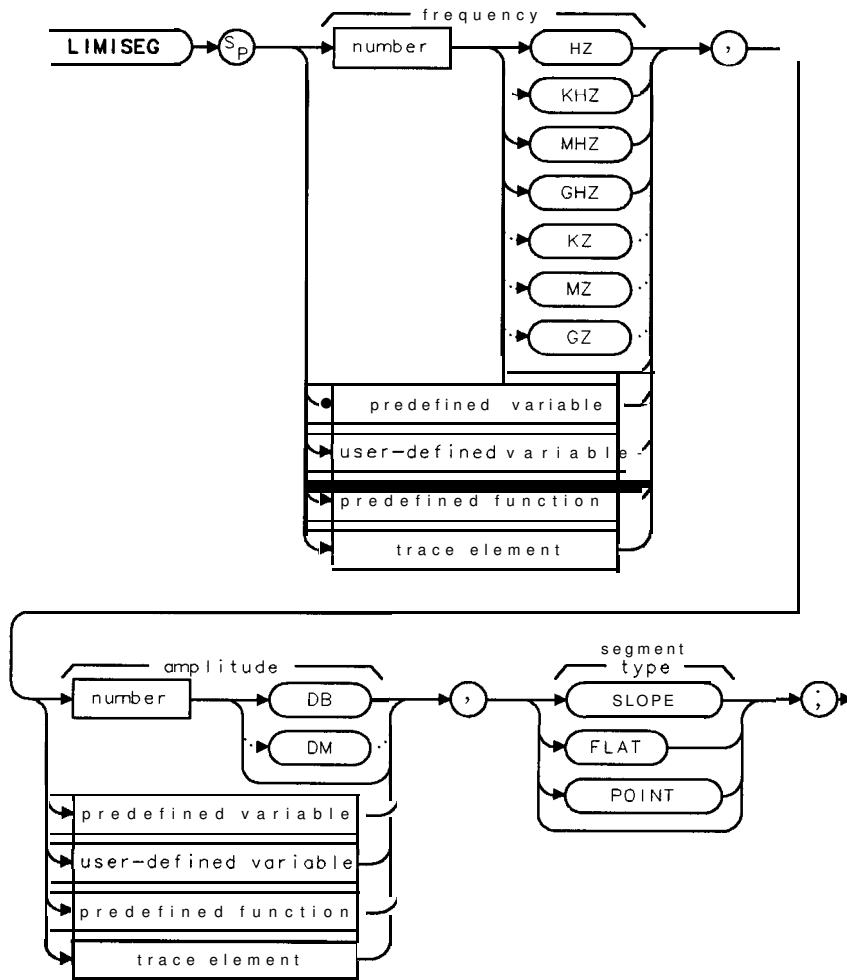 frequency
LIMISEG SP number HZ ,
KHZ
MHZ
GHZ
KZ
MZ
GZ
predefined variable
user-defined variable
predefined function
trace element
amplitude
segment
type
number DB , SLOPE ;
DM FLAT
POINT
predefined variable
user-defined variable
predefined function
trace element